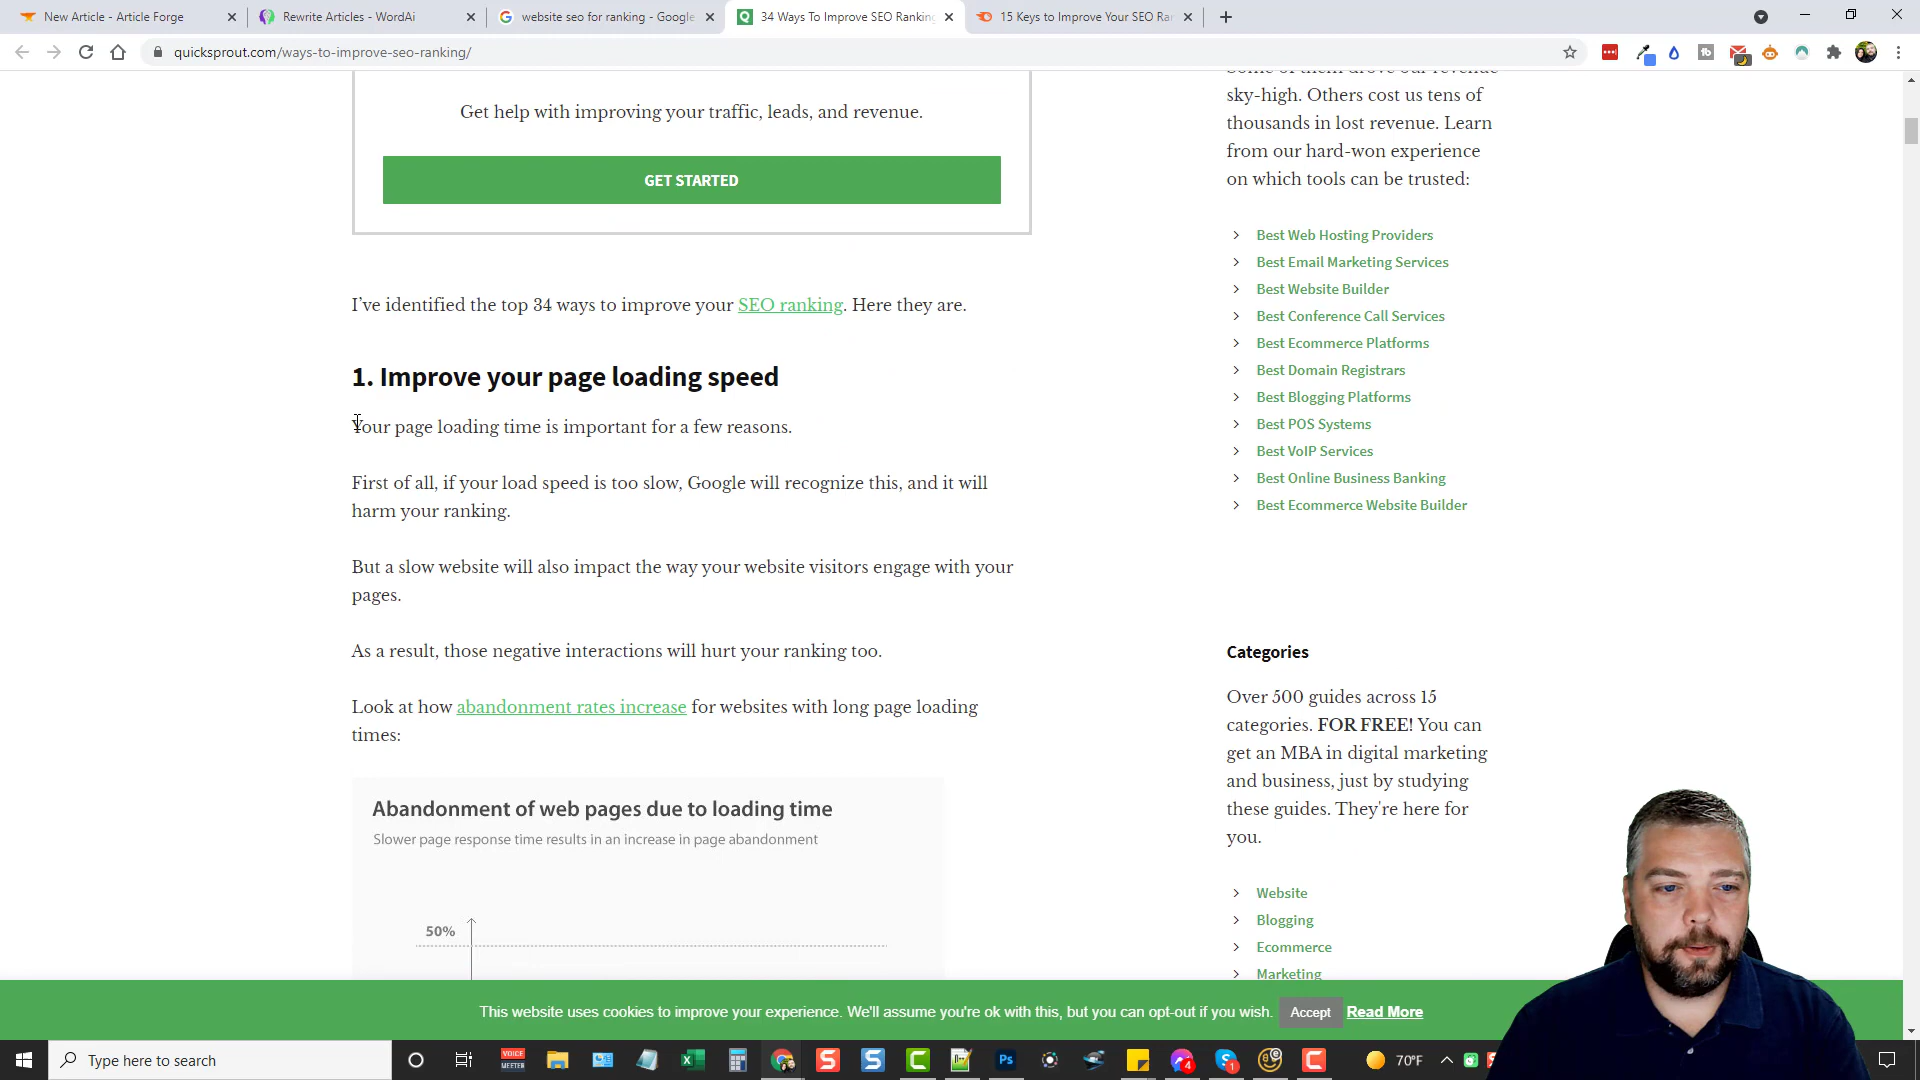 New Article - Article Forge
Rewrite Articles - WordAi
website seo for ranking - Google
34 Ways To Improve SEO Ranking
15 Keys to Improve Your SEO Ra
quicksprout.com/ways-to-improve-seo-ranking/
Get help with improving your traffic, leads, and revenue.
GET STARTED
I've identified the top 34 ways to improve your SEO ranking. Here they are.
1. Improve your page loading speed
Your page loading time is important for a few reasons.
First of all, if your load speed is too slow, Google will recognize this, and it will
harm your ranking.
But a slow website will also impact the way your website visitors engage with your
pages.
As a result, those negative interactions will hurt your ranking too.
Look at how abandonment rates increase for websites with long page loading
times:
Abandonment of web pages due to loading time
Slower page response time results in an increase in page abandonment
50%
Some of them drove our revenue
sky-high. Others cost us tens of
thousands in lost revenue. Learn
from our hard-won experience
on which tools can be trusted:
Best Web Hosting Providers
Best Email Marketing Services
Best Website Builder
Best Conference Call Services
Best Ecommerce Platforms
Best Domain Registrars
Best Blogging Platforms
Best POS Systems
Best VoIP Services
Best Online Business Banking
Best Ecommerce Website Builder
Categories
Over 500 guides across 15
categories. FOR FREE! You can
get an MBA in digital marketing
and business, just by studying
these guides. They're here for
you.
Website
Blogging
Ecommerce
Marketing
This website uses cookies to improve your experience. We'll assume you're ok with this, but you can opt-out if you wish. Accept Read More
Type here to search
VOICE
MEETER
Ps
4
1
70°F